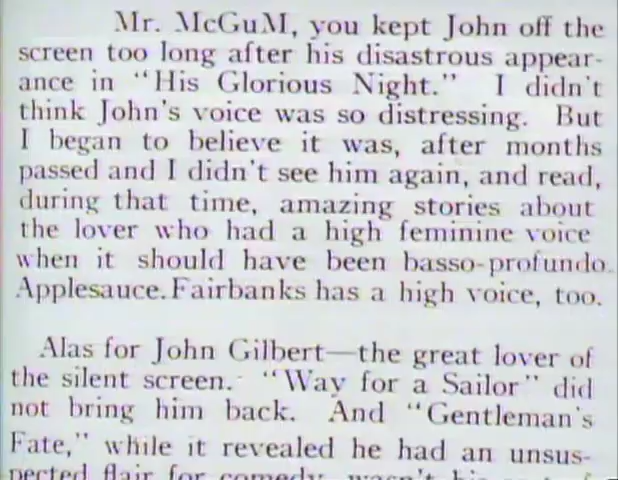 Mr. McGuM, you kept John off the
screen too long after his disastrous appear-
ance in "His Glorious Night." I didn't
think John's voice was so distressing. But
I began to believe it was, after months
passed and I didn't see him again, and read,
during that time, amazing stories about
the lover who had a high feminine voice
when it should have been basso-profundo.
Applesauce. Fairbanks has a high voice, too.
Alas for John Gilbert—the great lover of
the silent screen. "Way for a Sailor" did
not bring him back. And "Gentleman's
Fate," while it revealed he had an unsus-
pected flair for comedy, wasn't